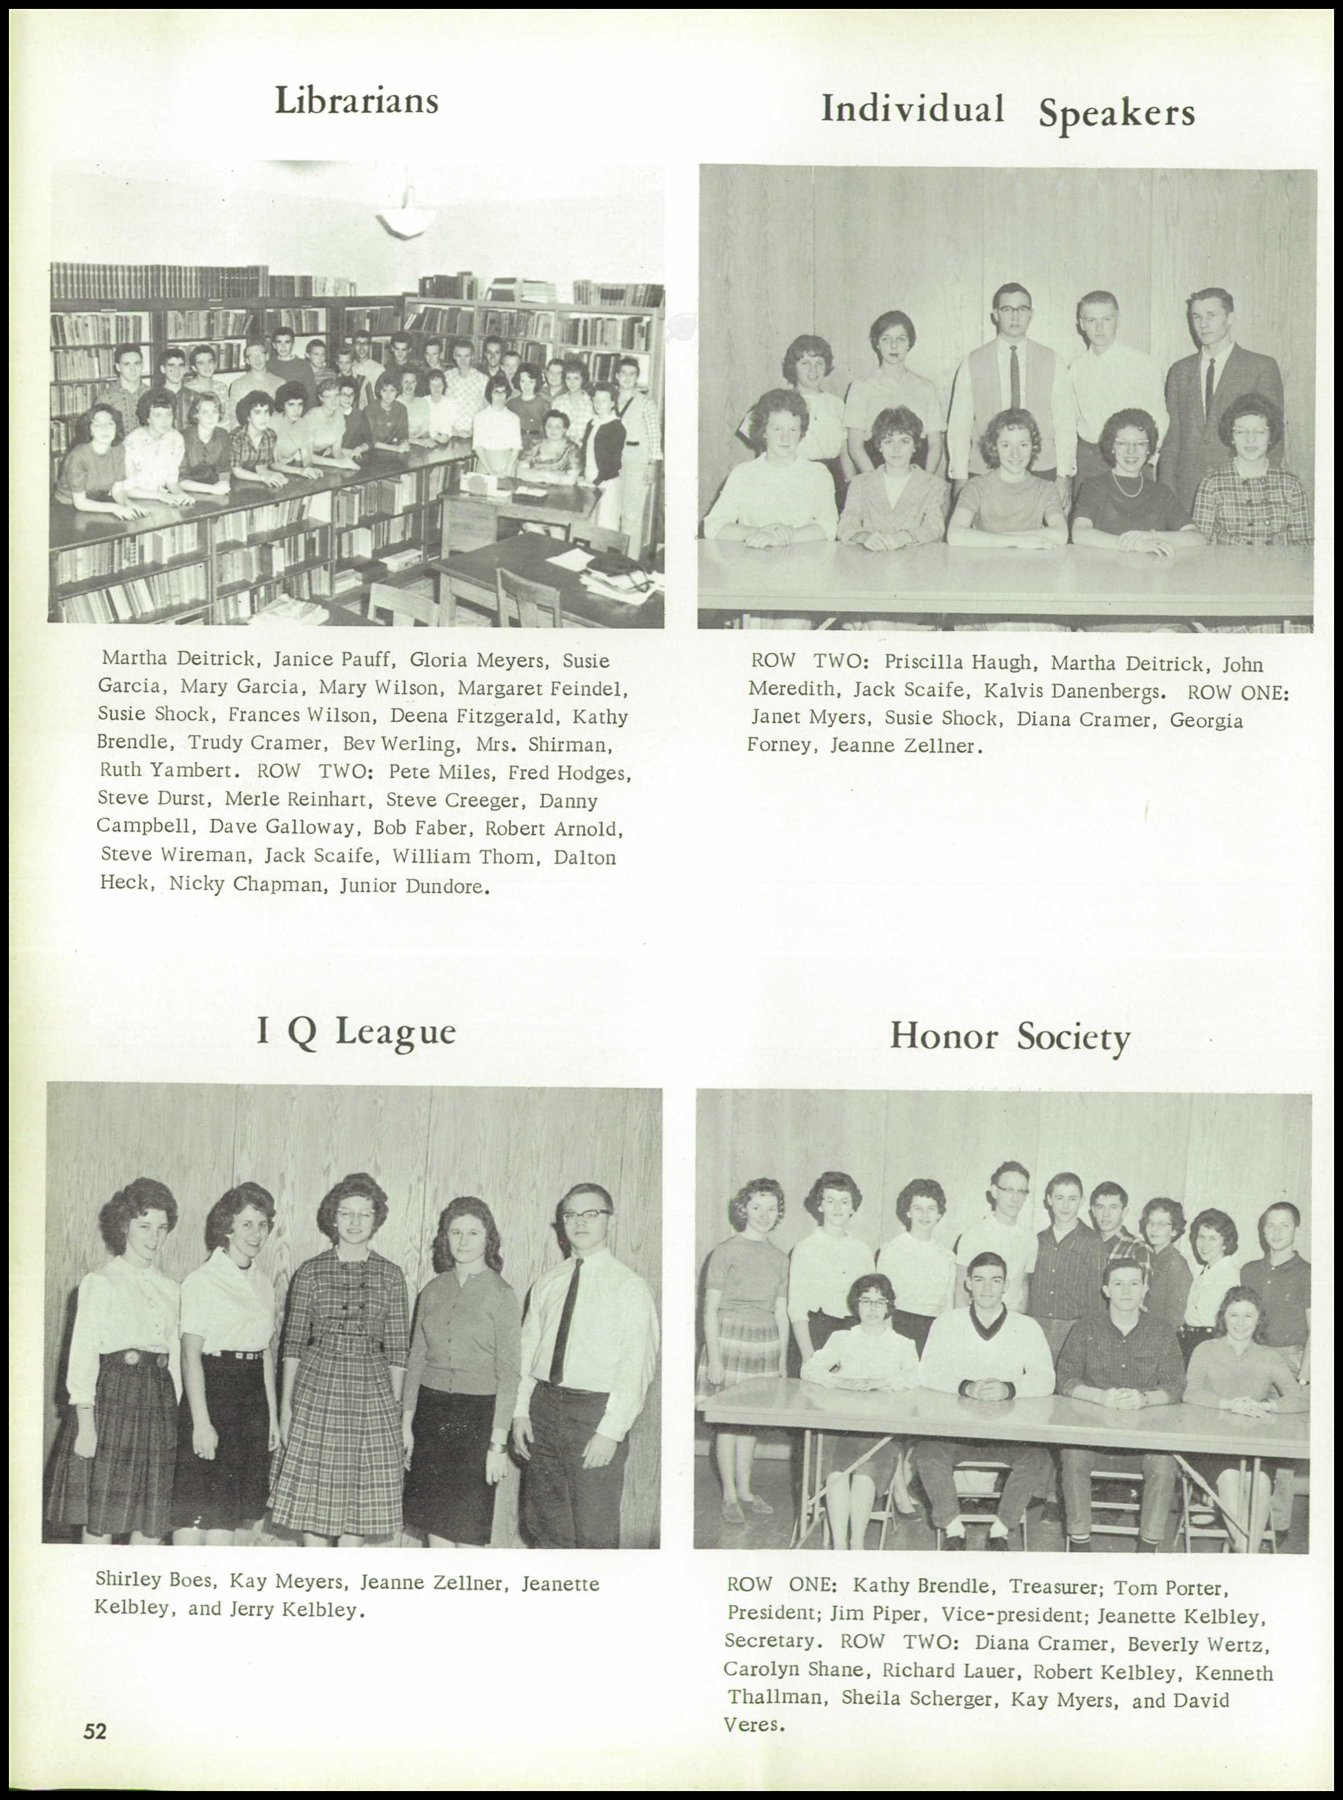 Librarians
Martha Deitrick, Janice Pauff, Gloria Meyers, Susie
Garcia, Mary Garcia, Mary Wilson, Margaret Feindel,
Susie Shock, Frances Wilson, Deena Fitzgerald, Kathy
Brendle, Trudy Cramer, Bev Werling, Mrs. Shirman,
Ruth Yambert. ROW TWO: Pete Miles, Fred Hodges,
Steve Durst, Merle Reinhart, Steve Creeger, Danny
Campbell, Dave Galloway, Bob Faber, Robert Arnold,
Steve Wireman, Jack Scaife, William Thom, Dalton
Heck, Nicky Chapman, Junior Dundore.
Individual Speakers
ROW TWO: Priscilla Haugh, Martha Deitrick, John
Meredith, Jack Scaife, Kalvis Danenbergs. ROW ONE:
Janet Myers, Susie Shock, Diana Cramer, Georgia
Forney, Jeanne Zellner.
I Q League
Shirley Boes, Kay Meyers, Jeanne Zellner, Jeanette
Kelbley, and Jerry Kelbley.
Honor Society
ROW ONE: Kathy Brendle, Treasurer; Tom Porter,
President; Jim Piper, Vice-president; Jeanette Kelbley,
Secretary. ROW TWO: Diana Cramer, Beverly Wertz,
Carolyn Shane, Richard Lauer, Robert Kelbley, Kenneth
Thallman, Sheila Scherger, Kay Myers, and David
Veres.
52